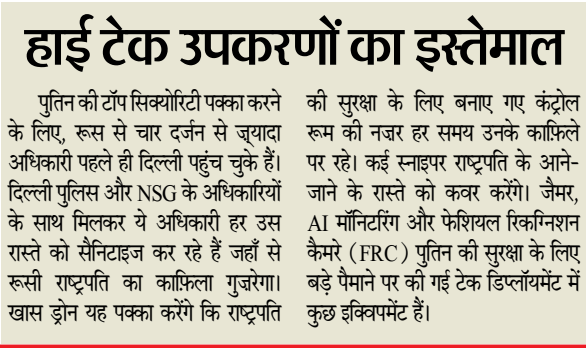 हाई टेक उपकरणों का इस्तेमाल
पुतिन की टॉप सिक्योरिटी पक्का करने
के लिए, रूस से चार दर्जन से ज़्यादा
अधिकारी पहले ही दिल्ली पहुंच चुके हैं।
दिल्ली पुलिस और NSG के अधिकारियों
के साथ मिलकर ये अधिकारी हर उस
रास्ते को सैनिटाइज कर रहे हैं जहाँ से
रूसी राष्ट्रपति का काफ़िला गुजरेगा।
खास ड्रोन यह पक्का करेंगे कि राष्ट्रपति
की सुरक्षा के लिए बनाए गए कंट्रोल
रूम की नजर हर समय उनके काफ़िले
पर रहे। कई स्नाइपर राष्ट्रपति के आने-
जाने के रास्ते को कवर करेंगे। जैमर,
AI मॉनिटरिंग और फेशियल रिकग्निशन
कैमरे (FRC) पुतिन की सुरक्षा के लिए
बड़े पैमाने पर की गई टेक डिप्लॉयमेंट में
कुछ इक्विपमेंट हैं।